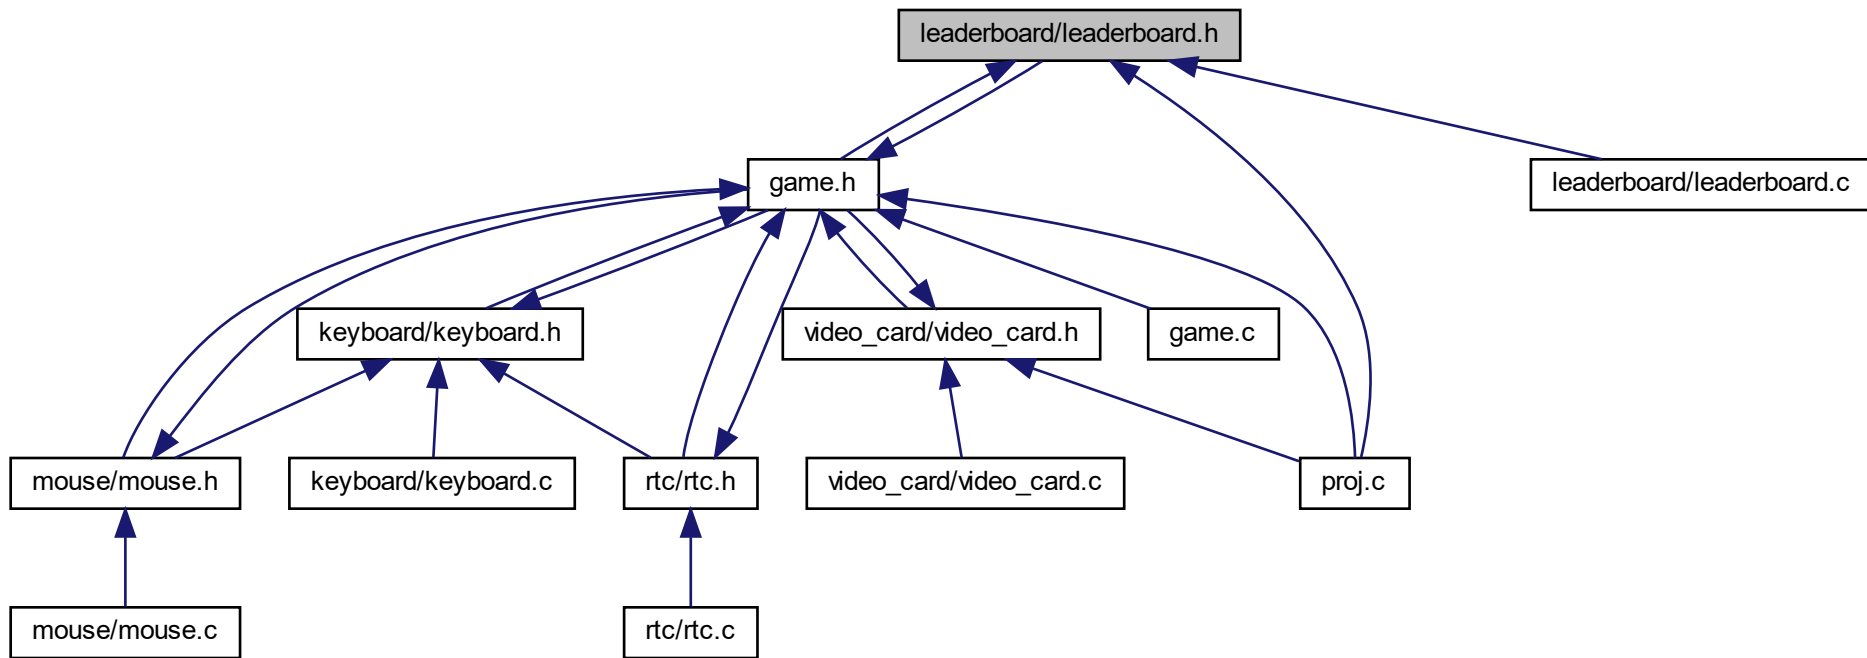 leaderboard/leaderboard.h
game.h
leaderboard/leaderboard.c
keyboard/keyboard.h
video_card/video_card.h
game.c
mouse/mouse.h
keyboard/keyboard.c
rtc/rtc.h
video_card/video_card.c
proj.c
mouse/mouse.c
rtc/rtc.c